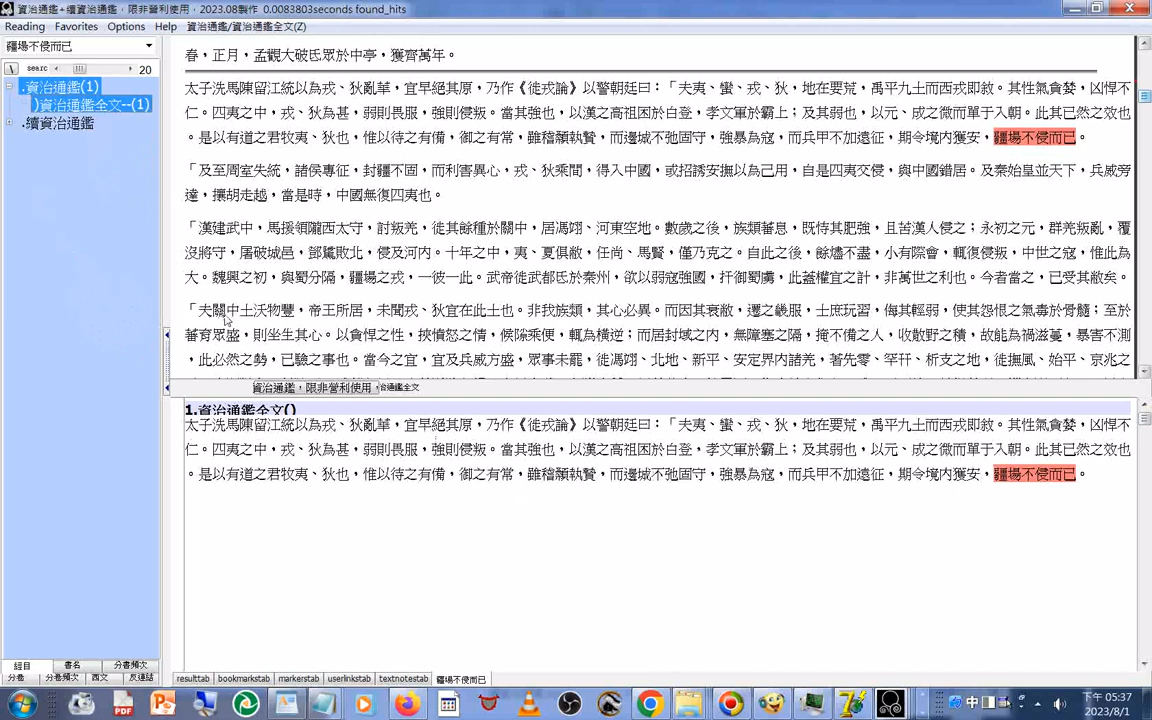 資治通鑑+續資治通鑑，限非營利使用，2023.08製作 0.0083803seconds found_hits
Reading Favorites Options Help 資治通鑑/資治通鑑全文(Z)
疆場不侵而已
searc
20
.資治通鑑(1)
)資治通鑑全文--(1)
.續資治通鑑
春，正月，孟觀大破氐眾於中亭，獲齊萬年。
太子洗馬陳留江統以為戎、狄亂華，宜早絕其原，乃作《徙戎論》以警朝廷曰：「夫夷、蠻、戎、狄，地在要荒，禹平九土而西戎即敘。其性氣貪婪，凶悍不
仁。四夷之中，戎、狄為甚，弱則畏服，強則侵叛。當其強也，以漢之高祖困於白登，孝文軍於霸上；及其弱也，以元、成之微而單于入朝。此其已然之效也
。是以有道之君牧夷、狄也，惟以待之有備，御之有常，雖稽顙執贄，而邊城不弛固守，強暴為寇，而兵甲不加遠征，期令境內獲安，疆場不侵而已。
「及至周室失統，諸侯專征，封疆不固，而利害異心，戎、狄乘間，得入中國，或招誘安撫以為己用，自是四夷交侵，與中國錯居。及秦始皇並天下，兵威旁
達，攘胡走越，當是時，中國無復四夷也。
「漢建武中，馬援領隴西太守，討叛羌，徙其餘種於關中，居馮翊、河東空地。數歲之後，族類蕃息，既恃其肥強，且苦漢人侵之；永初之元，群羌叛亂，覆
沒將守，屠破城邑，鄧騭敗北，侵及河內。十年之中，夷、夏俱敝，任尚、馬賢，僅乃克之。自此之後，餘燼不盡，小有際會，輒復侵叛，中世之寇，惟此為
大。魏興之初，與蜀分隔，疆場之戎，一彼一此。武帝徙武都氐於秦州，欲以弱寇強國，扞御蜀虜，此蓋權宜之計，非萬世之利也。今者當之，已受其敝矣。
「夫關中土沃物豐，帝王所居，未聞戎、狄宜在此土也。非我族類，其心必異。而因其衰敝，遷之畿服，士庶玩習，侮其輕弱，使其怨恨之氣毒於骨髓；至於
蕃育眾盛，則坐生其心。以貪悍之性，挾憤怒之情，候隙乘便，輒為橫逆；而居封域之內，無障塞之隔，掩不備之人，收散野之積，故能為禍滋蔓，暴害不測
，此必然之勢，已驗之事也。當今之宜，宜及兵威方盛，眾事未罷，徙馮翊、北地、新平、安定界內諸羌，著先零、罕幵、析支之地，徙扶風、始平、京兆之
資治通鑑，限非營利使用，
1.資治通鑑全文()
太子洗馬陳留江統以為戎、狄亂華，宜早絕其原，乃作《徙戎論》以警朝廷曰：「夫夷、蠻、戎、狄，地在要荒，禹平九土而西戎即敘。其性氣貪婪，凶悍不
仁。四夷之中，戎、狄為甚，弱則畏服，強則侵叛。當其強也，以漢之高祖困於白登，孝文軍於霸上；及其弱也，以元、成之微而單于入朝。此其已然之效也
。是以有道之君牧夷、狄也，惟以待之有備，御之有常，雖稽顙執贄，而邊城不弛固守，強暴為寇，而兵甲不加遠征，期令境內獲安，疆場不侵而已。
經目 書名 分書頻次
分卷 分卷頻次 西文 反連結
resulttab bookmarkstab markerstab userlinkstab textnotestab 疆場不侵而已
中
下午 05:37
2023/8/1